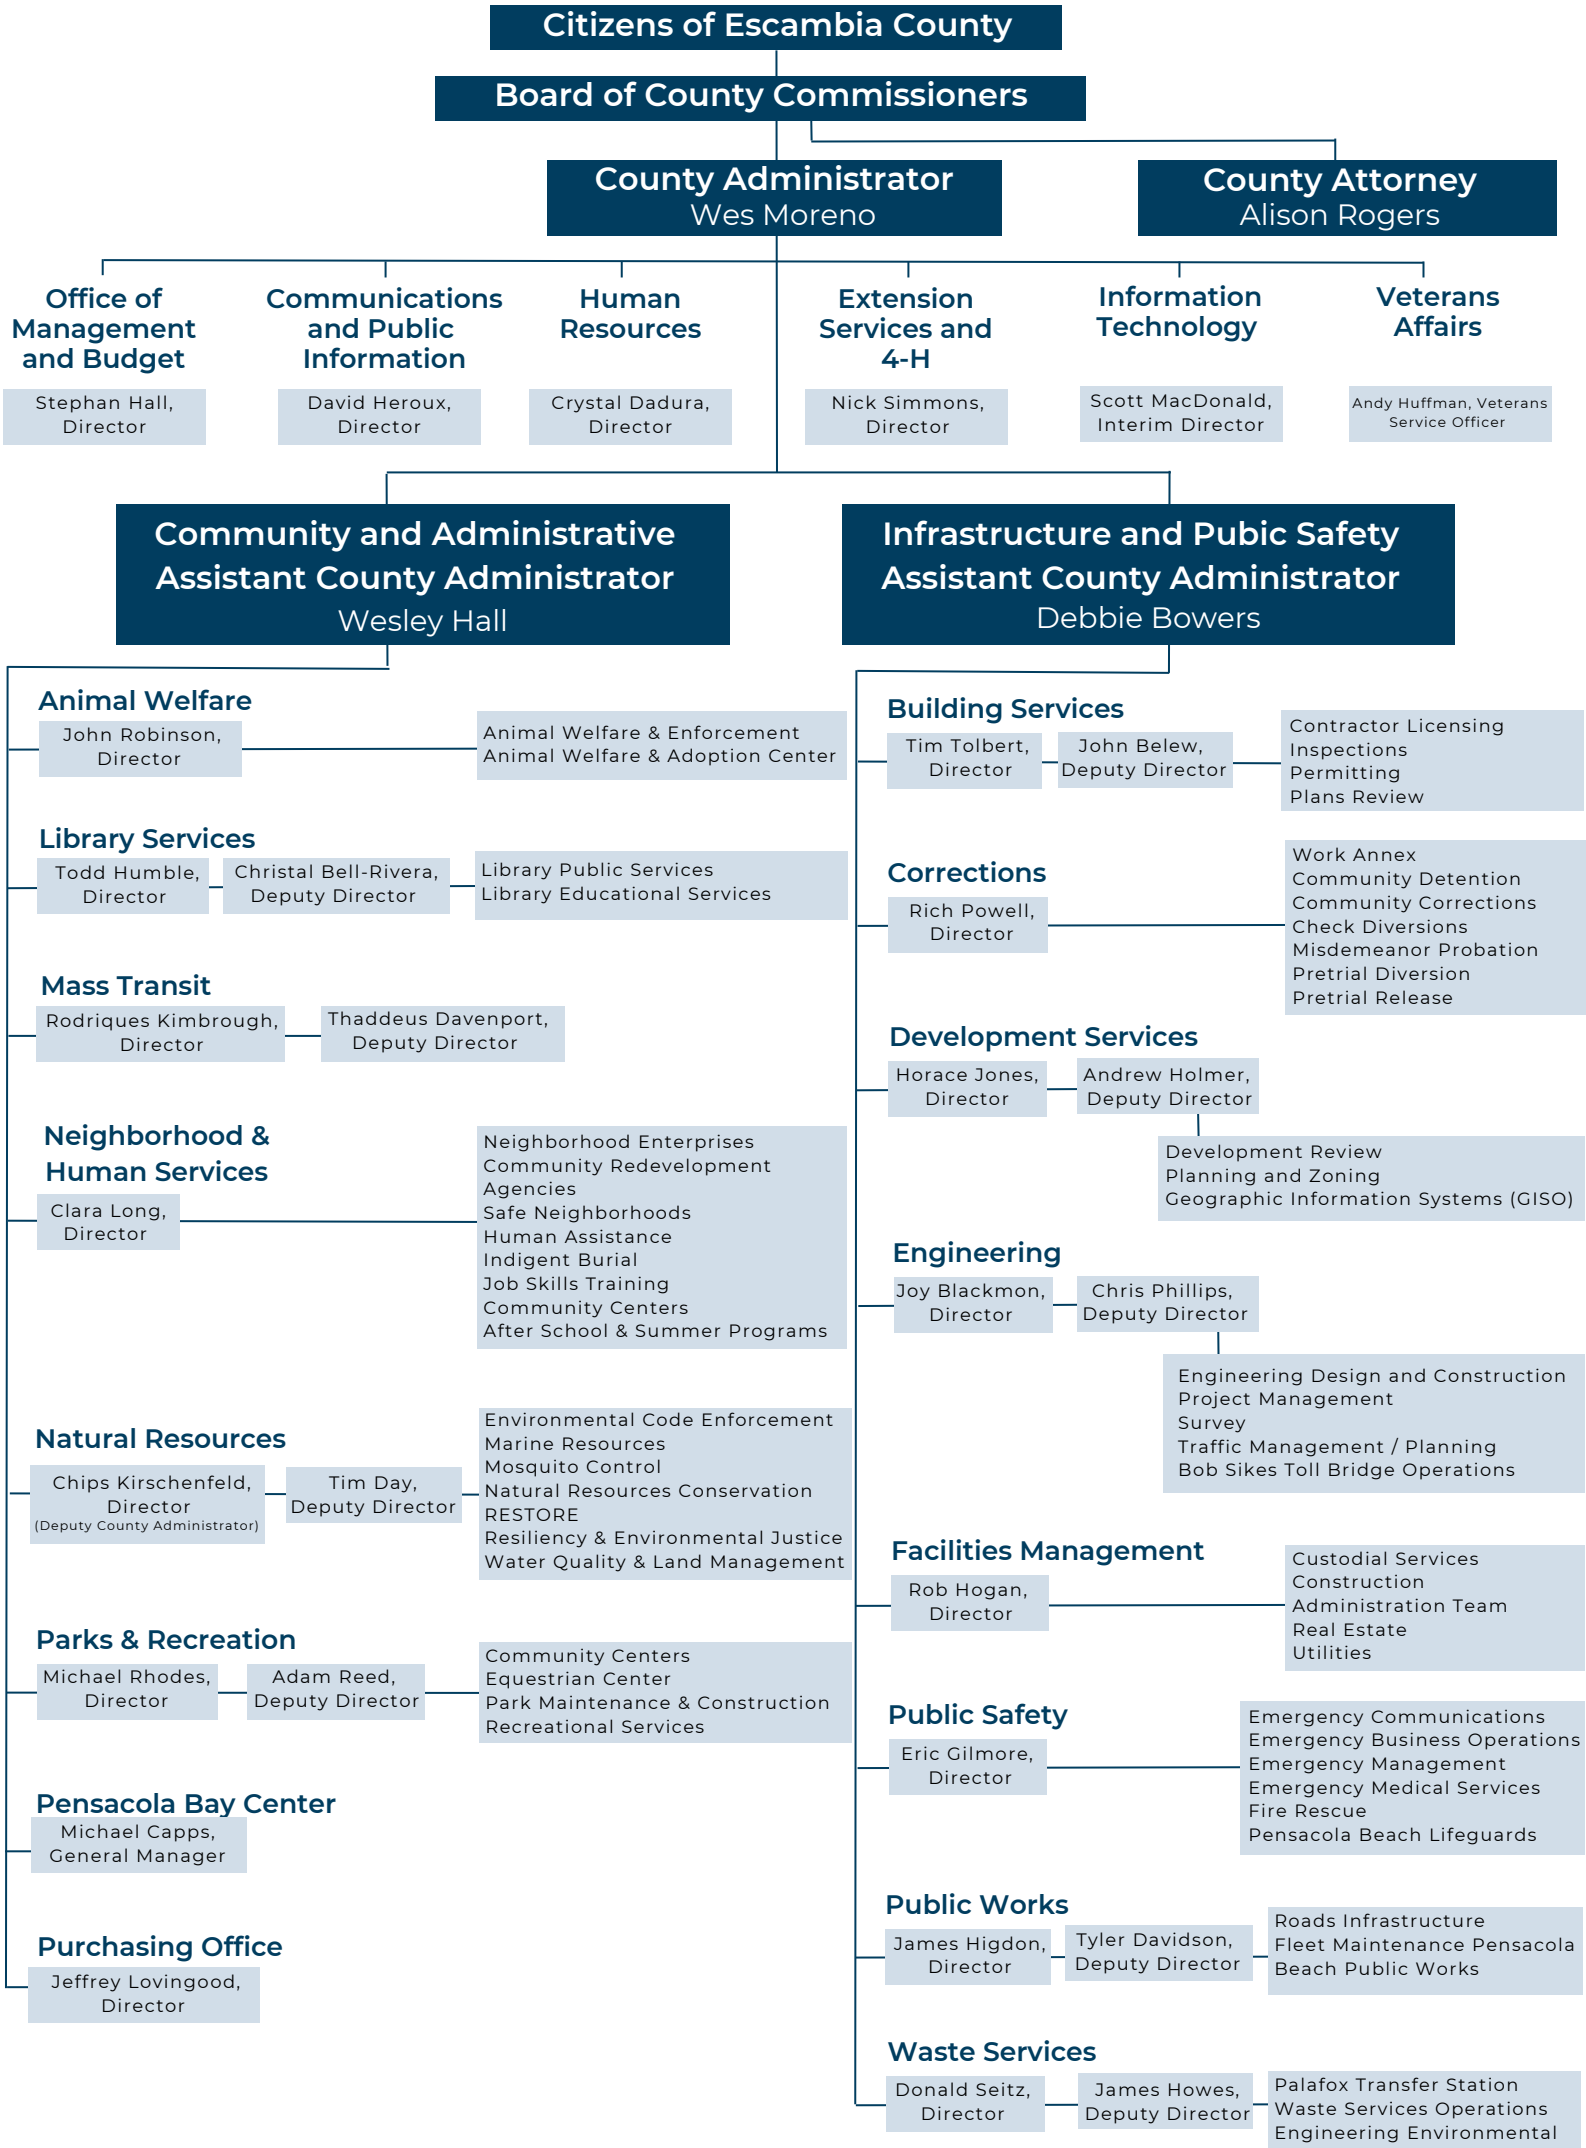 Citizens of Escambia County
Board of County Commissioners
County Administrator
Wes Moreno
County Attorney
Alison Rogers
Office of
Management
and Budget
Stephan Hall,
Director
Communications
and Public
Information
David Heroux,
Director
Human
Resources
Crystal Dadura,
Director
Extension
Services and
4-H
Nick Simmons,
Director
Information
Technology
Scott MacDonald,
Interim Director
Veterans
Affairs
Andy Huffman, Veterans
Service Officer
Community and Administrative
Assistant County Administrator
Wesley Hall
Animal Welfare
John Robinson,
Director
Animal Welfare & Enforcement
Animal Welfare & Adoption Center
Library Services
Todd Humble,
Director
Christal Bell-Rivera,
Deputy Director
Library Public Services
Library Educational Services
Mass Transit
Rodriques Kimbrough,
Director
Thaddeus Davenport,
Deputy Director
Neighborhood &
Human Services
Clara Long,
Director
Neighborhood Enterprises
Community Redevelopment
Agencies
Safe Neighborhoods
Human Assistance
Indigent Burial
Job Skills Training
Community Centers
After School & Summer Programs
Natural Resources
Chips Kirschenfeld,
Director
(Deputy County Administrator)
Tim Day,
Deputy Director
Environmental Code Enforcement
Marine Resources
Mosquito Control
Natural Resources Conservation
RESTORE
Resiliency & Environmental Justice
Water Quality & Land Management
Parks & Recreation
Michael Rhodes,
Director
Adam Reed,
Deputy Director
Community Centers
Equestrian Center
Park Maintenance & Construction
Recreational Services
Pensacola Bay Center
Michael Capps,
General Manager
Purchasing Office
Jeffrey Lovingood,
Director
Infrastructure and Pubic Safety
Assistant County Administrator
Debbie Bowers
Building Services
Tim Tolbert,
Director
John Belew,
Deputy Director
Contractor Licensing
Inspections
Permitting
Plans Review
Corrections
Rich Powell,
Director
Work Annex
Community Detention
Community Corrections
Check Diversions
Misdemeanor Probation
Pretrial Diversion
Pretrial Release
Development Services
Horace Jones,
Director
Andrew Holmer,
Deputy Director
Development Review
Planning and Zoning
Geographic Information Systems (GISO)
Engineering
Joy Blackmon,
Director
Chris Phillips,
Deputy Director
Engineering Design and Construction
Project Management
Survey
Traffic Management / Planning
Bob Sikes Toll Bridge Operations
Facilities Management
Rob Hogan,
Director
Custodial Services
Construction
Administration Team
Real Estate
Utilities
Public Safety
Eric Gilmore,
Director
Emergency Communications
Emergency Business Operations
Emergency Management
Emergency Medical Services
Fire Rescue
Pensacola Beach Lifeguards
Public Works
James Higdon,
Director
Tyler Davidson,
Deputy Director
Roads Infrastructure
Fleet Maintenance Pensacola
Beach Public Works
Waste Services
Donald Seitz,
Director
James Howes,
Deputy Director
Palafox Transfer Station
Waste Services Operations
Engineering Environmental